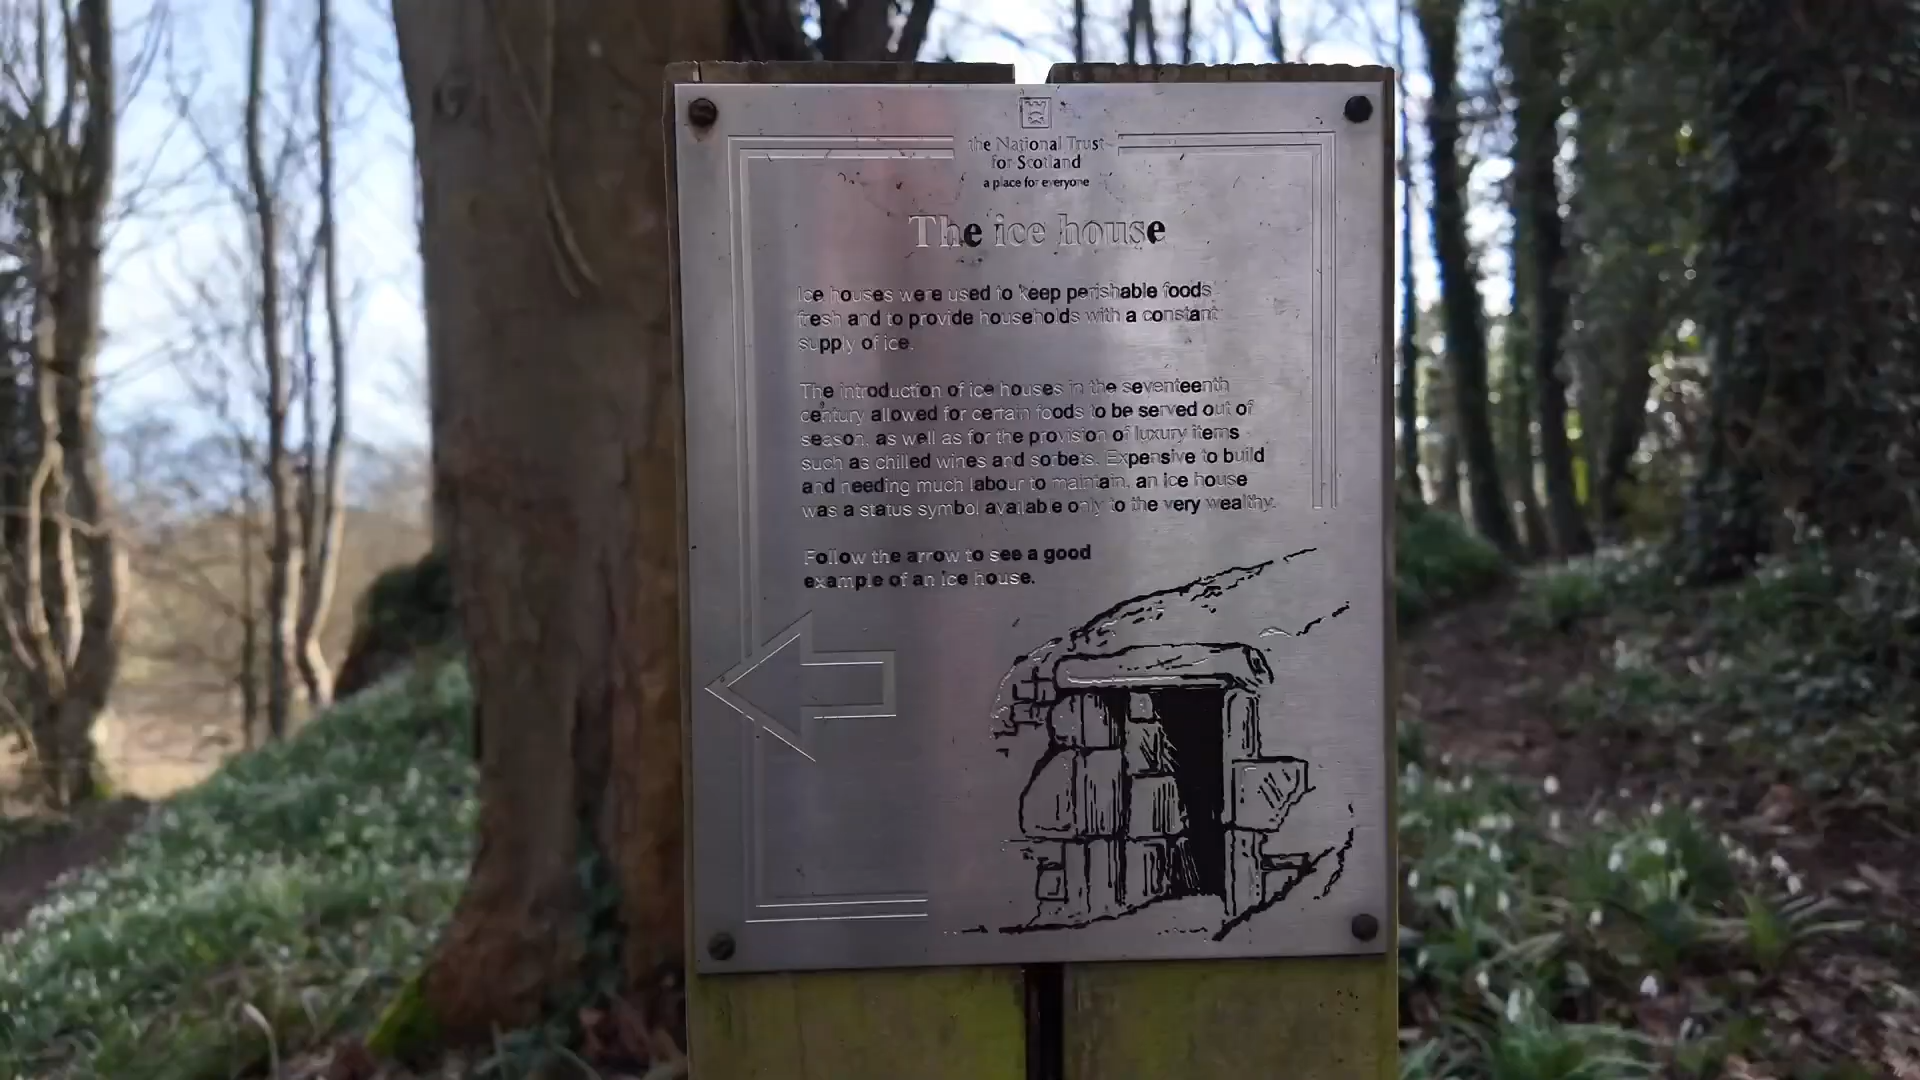 the National Trust
for Scotland
a place for everyone
The ice house
Ice houses were used to keep perishable foods
fresh and to provide households with a constant
supply of ice.
The introduction of ice houses in the seventeenth
century allowed for certain foods to be served out of
season, as well as for the provision of luxury items
such as chilled wines and sorbets. Expensive to build
and needing much labour to maintain, an ice house
was a status symbol available only to the very wealthy.
Follow the arrow to see a good
example of an ice house.